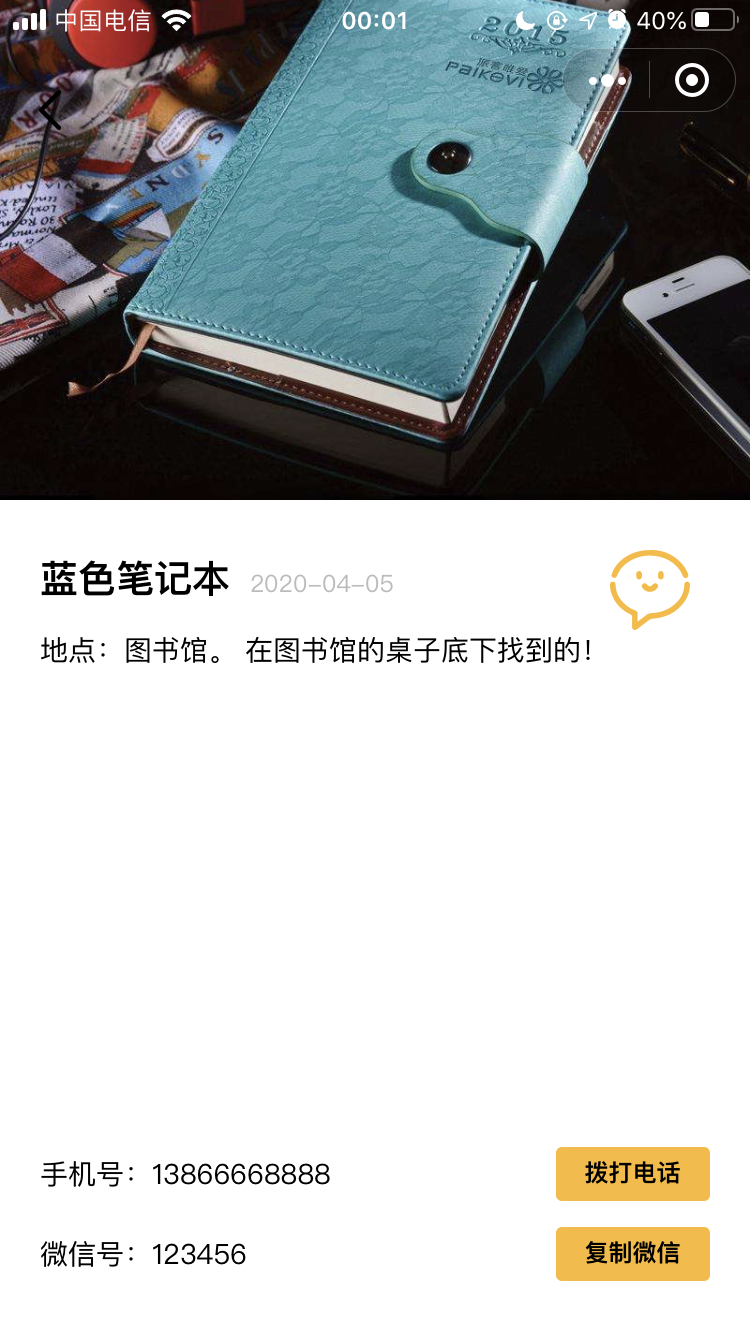 中国电信
00:01
40%
2015
派客唯爱
Paikevi
蓝色笔记本 2020-04-05
地点：图书馆。 在图书馆的桌子底下找到的！
手机号：13866668888
拨打电话
微信号：123456
复制微信